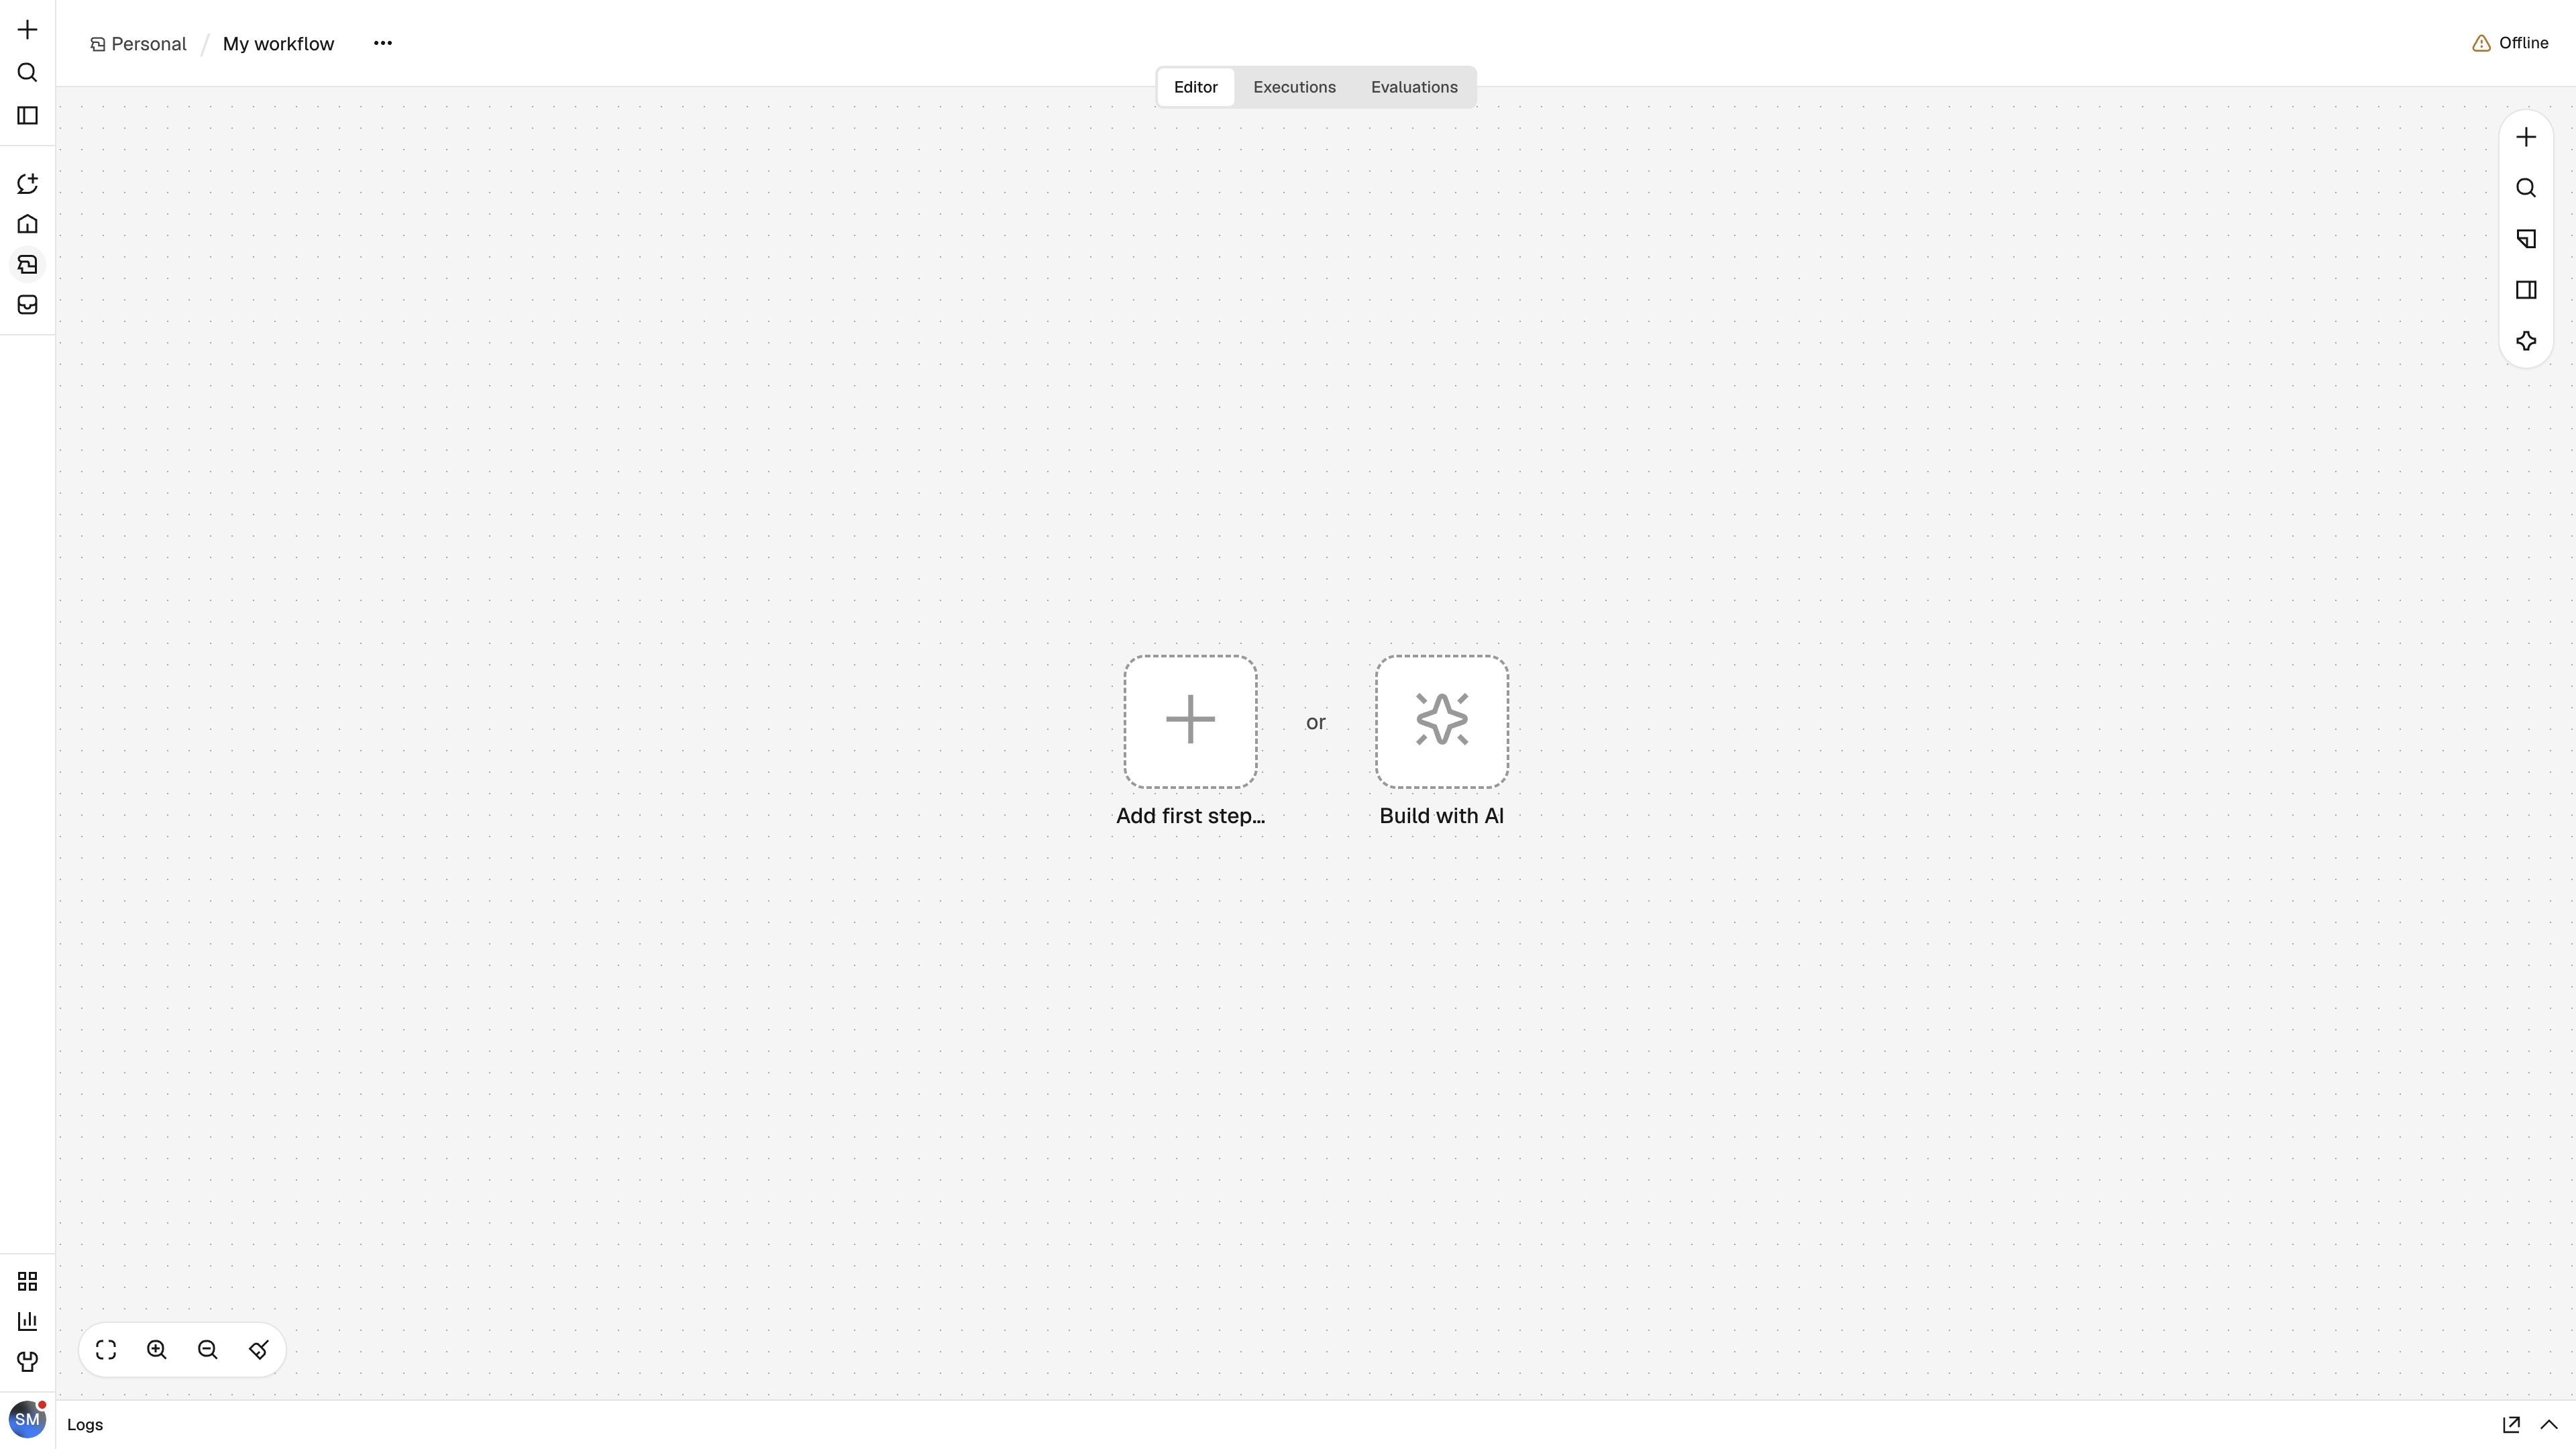 Personal / My workflow
Offline
Editor Executions Evaluations
or
Add first step...
Build with AI
SM
Logs